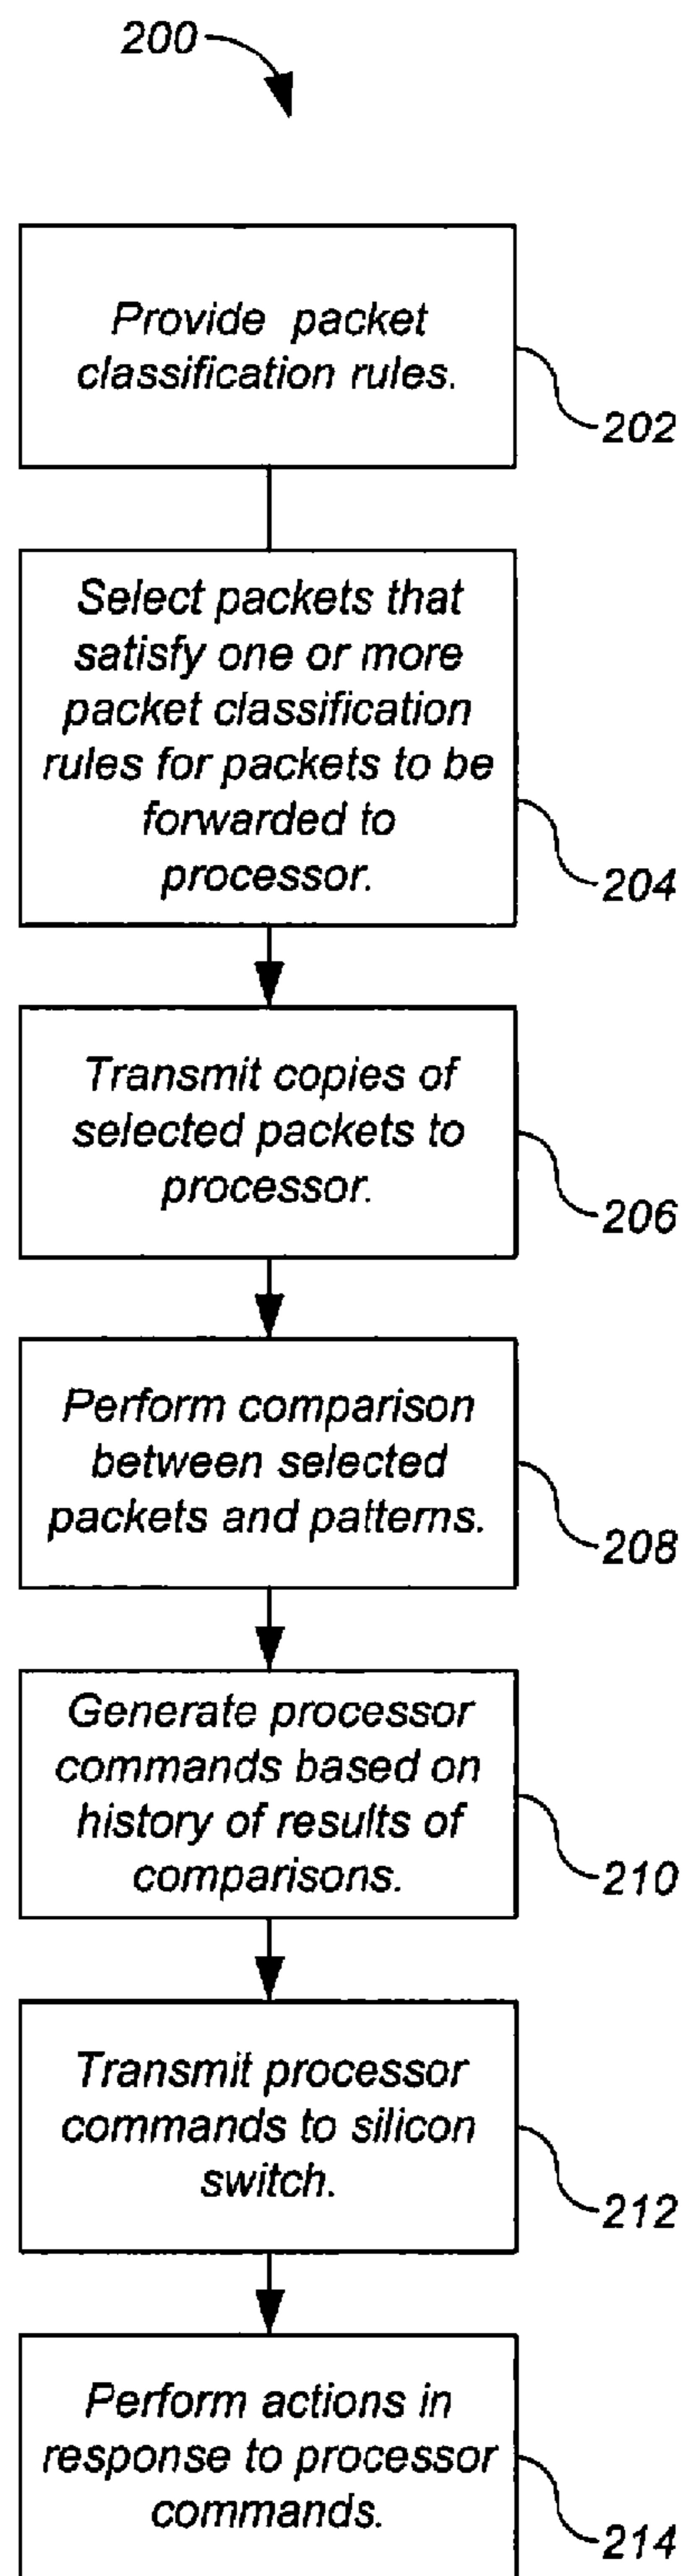 200
Provide packet
classification rules.
202
Select packets that
satisfy one or more
packet classification
rules for packets to be
forwarded to
processor.
204
Transmit copies of
selected packets to
processor.
206
Perform comparison
between selected
packets and patterns.
208
Generate processor
commands based on
history of results of
comparisons.
210
Transmit processor
commands to silicon
switch.
212
Perform actions in
response to processor
commands.
214